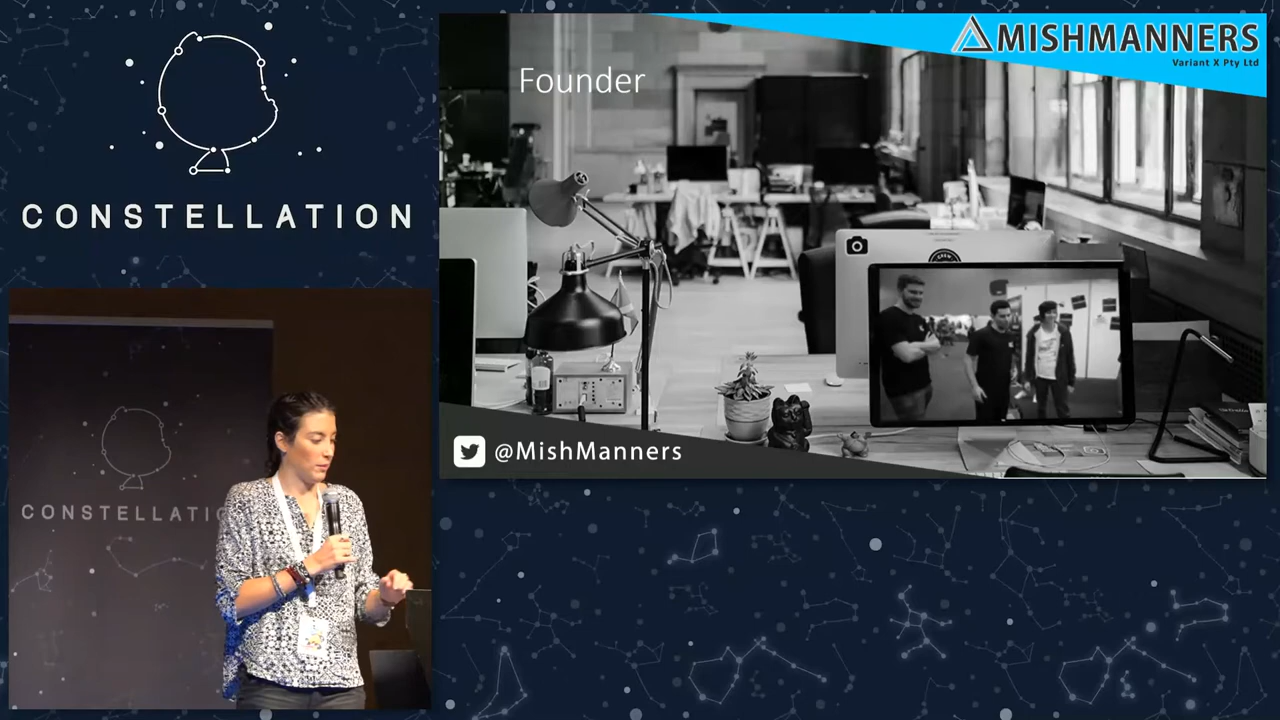 CONSTELLATION
MISHMANNERS
Variant X Pty Ltd
Founder
@MishManners
CONSTELLATIO